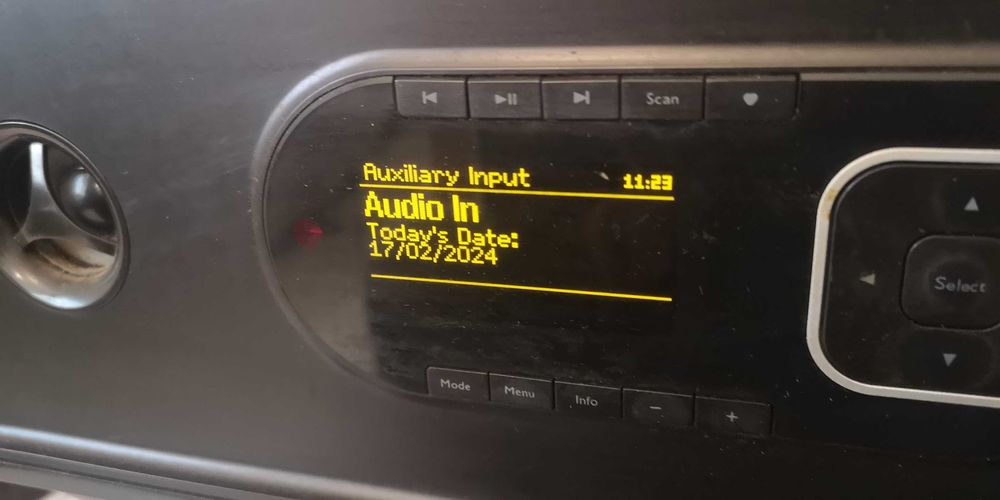 Scan
Auxiliary Input 11:23
Audio In
Today's Date:
17/02/2024
Select
Mode Menu Info - +